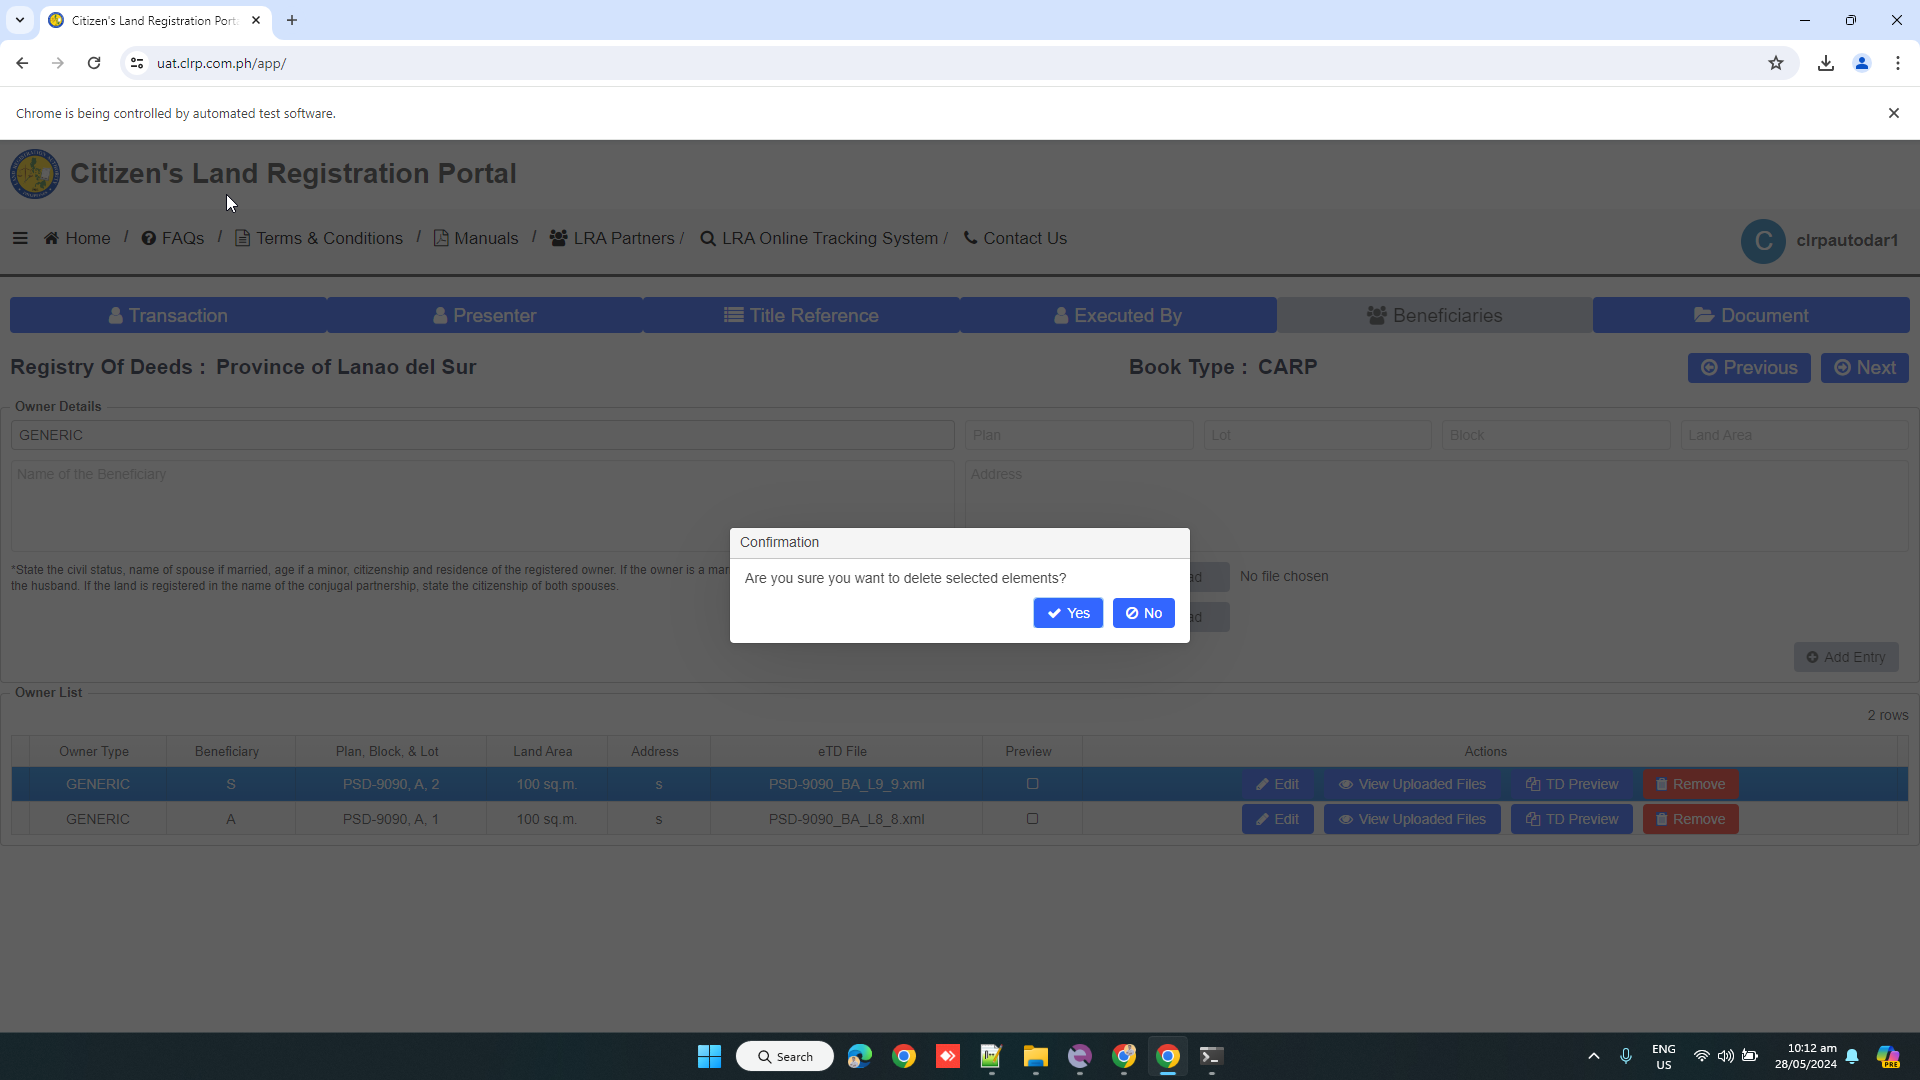 Citizen's Land Registration Porta
uat.clrp.com.ph/app/
Chrome is being controlled by automated test software.
Citizen's Land Registration Portal
Home / FAQs / Terms & Conditions / Manuals / LRA Partners / LRA Online Tracking System / Contact Us
C clrpautodar1
Transaction Presenter Title Reference Executed By Beneficiaries Document
Registry Of Deeds : Province of Lanao del Sur Book Type : CARP Previous Next
Owner Details
GENERIC Plan Lot Block Land Area
Name of the Beneficiary Address
Confirmation
Are you sure you want to delete selected elements?
Yes No
*State the civil status, name of spouse if married, age if a minor, citizenship and residence of the registered owner. If the owner is a mar
the husband. If the land is registered in the name of the conjugal partnership, state the citizenship of both spouses.
ad No file chosen
ad
Add Entry
Owner List
2 rows
Owner Type Beneficiary Plan, Block, & Lot Land Area Address eTD File Preview Actions
GENERIC S PSD-9090, A, 2 100 sq.m. s PSD-9090_BA_L9_9.xml Edit View Uploaded Files TD Preview Remove
GENERIC A PSD-9090, A, 1 100 sq.m. s PSD-9090_BA_L8_8.xml Edit View Uploaded Files TD Preview Remove
Search
ENG
US
10:12 am
28/05/2024
PRE